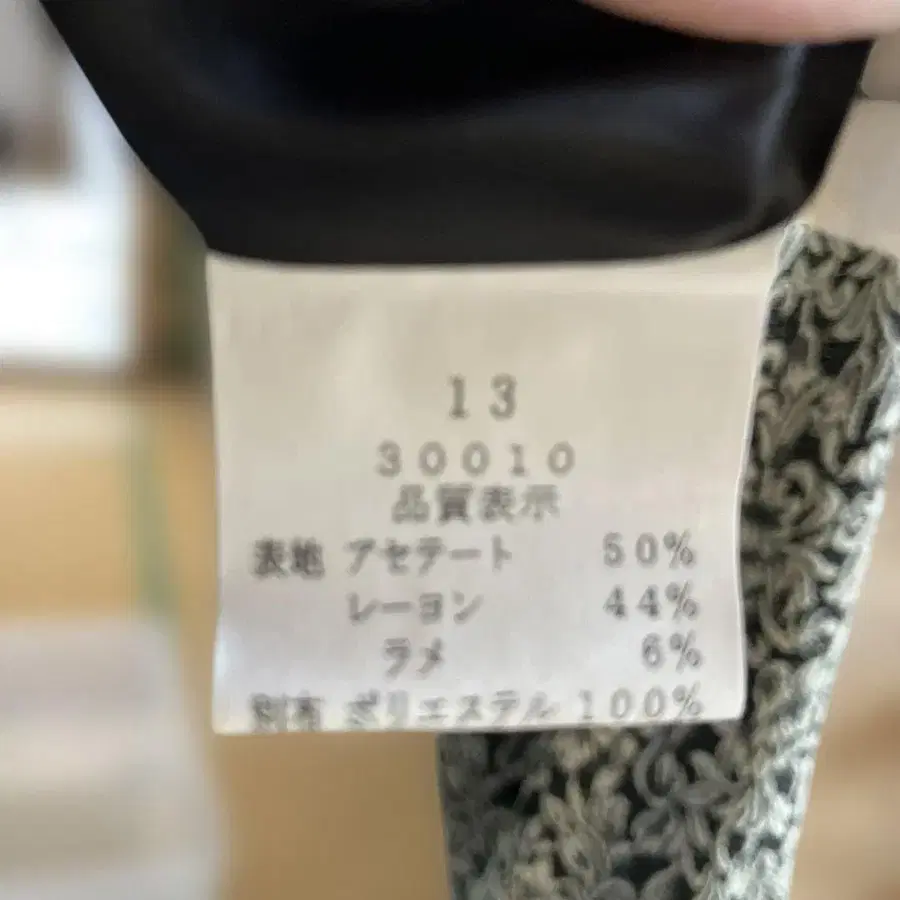 13
30010
品質表示
表地 アセテート 50%
レーヨン 44%
ラメ 6%
別布 ポリエステル 100%